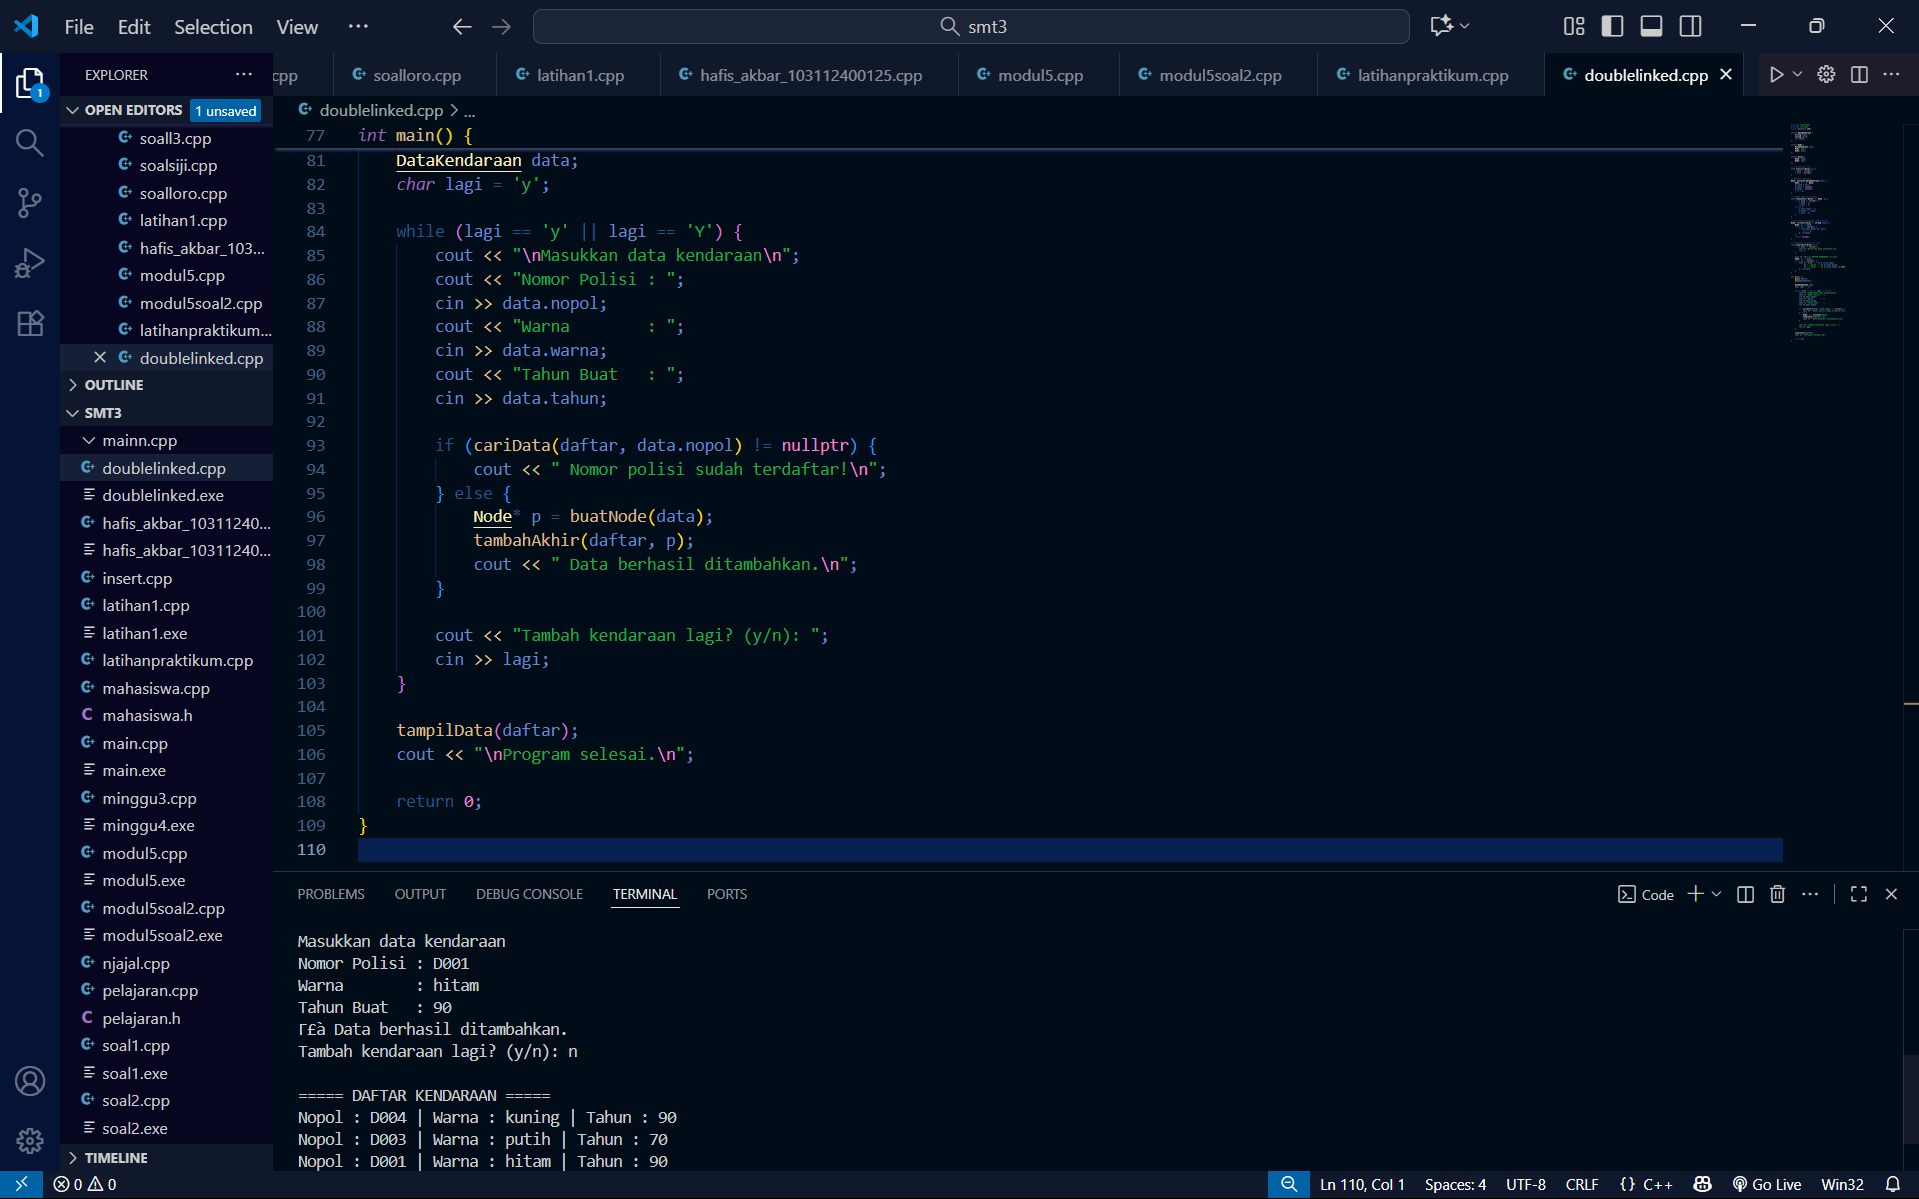 File Edit Selection View ··· smt3
EXPLORER ···
cpp soalloro.cpp latihan1.cpp hafis_akbar_103112400125.cpp modul5.cpp modul5soal2.cpp latihanpraktikum.cpp doublelinked.cpp
OPEN EDITORS 1 unsaved
soall3.cpp
soalsiji.cpp
soalloro.cpp
latihan1.cpp
hafis_akbar_103...
modul5.cpp
modul5soal2.cpp
latihanpraktikum...
doublelinked.cpp
OUTLINE
SMT3
mainn.cpp
doublelinked.cpp
doublelinked.exe
hafis_akbar_10311240...
hafis_akbar_10311240...
insert.cpp
latihan1.cpp
latihan1.exe
latihanpraktikum.cpp
mahasiswa.cpp
mahasiswa.h
main.cpp
main.exe
minggu3.cpp
minggu4.exe
modul5.cpp
modul5.exe
modul5soal2.cpp
modul5soal2.exe
njajal.cpp
pelajaran.cpp
pelajaran.h
soal1.cpp
soal1.exe
soal2.cpp
soal2.exe
TIMELINE
doublelinked.cpp > ...
77 int main() {
81 DataKendaraan data;
82 char lagi = 'y';
83
84 while (lagi == 'y' || lagi == 'Y') {
85 cout << "\nMasukkan data kendaraan\n";
86 cout << "Nomor Polisi : ";
87 cin >> data.nopol;
88 cout << "Warna        : ";
89 cin >> data.warna;
90 cout << "Tahun Buat   : ";
91 cin >> data.tahun;
92
93 if (cariData(daftar, data.nopol) != nullptr) {
94 cout << " Nomor polisi sudah terdaftar!\n";
95 } else {
96 Node* p = buatNode(data);
97 tambahAkhir(daftar, p);
98 cout << " Data berhasil ditambahkan.\n";
99 }
100
101 cout << "Tambah kendaraan lagi? (y/n): ";
102 cin >> lagi;
103 }
104
105 tampilData(daftar);
106 cout << "\nProgram selesai.\n";
107
108 return 0;
109 }
110
PROBLEMS OUTPUT DEBUG CONSOLE TERMINAL PORTS Code
Masukkan data kendaraan
Nomor Polisi : D001
Warna        : hitam
Tahun Buat   : 90
Γ£à Data berhasil ditambahkan.
Tambah kendaraan lagi? (y/n): n
===== DAFTAR KENDARAAN =====
Nopol : D004 | Warna : kuning | Tahun : 90
Nopol : D003 | Warna : putih | Tahun : 70
Nopol : D001 | Warna : hitam | Tahun : 90
0 0 Ln 110, Col 1 Spaces: 4 UTF-8 CRLF {} C++ Go Live Win32